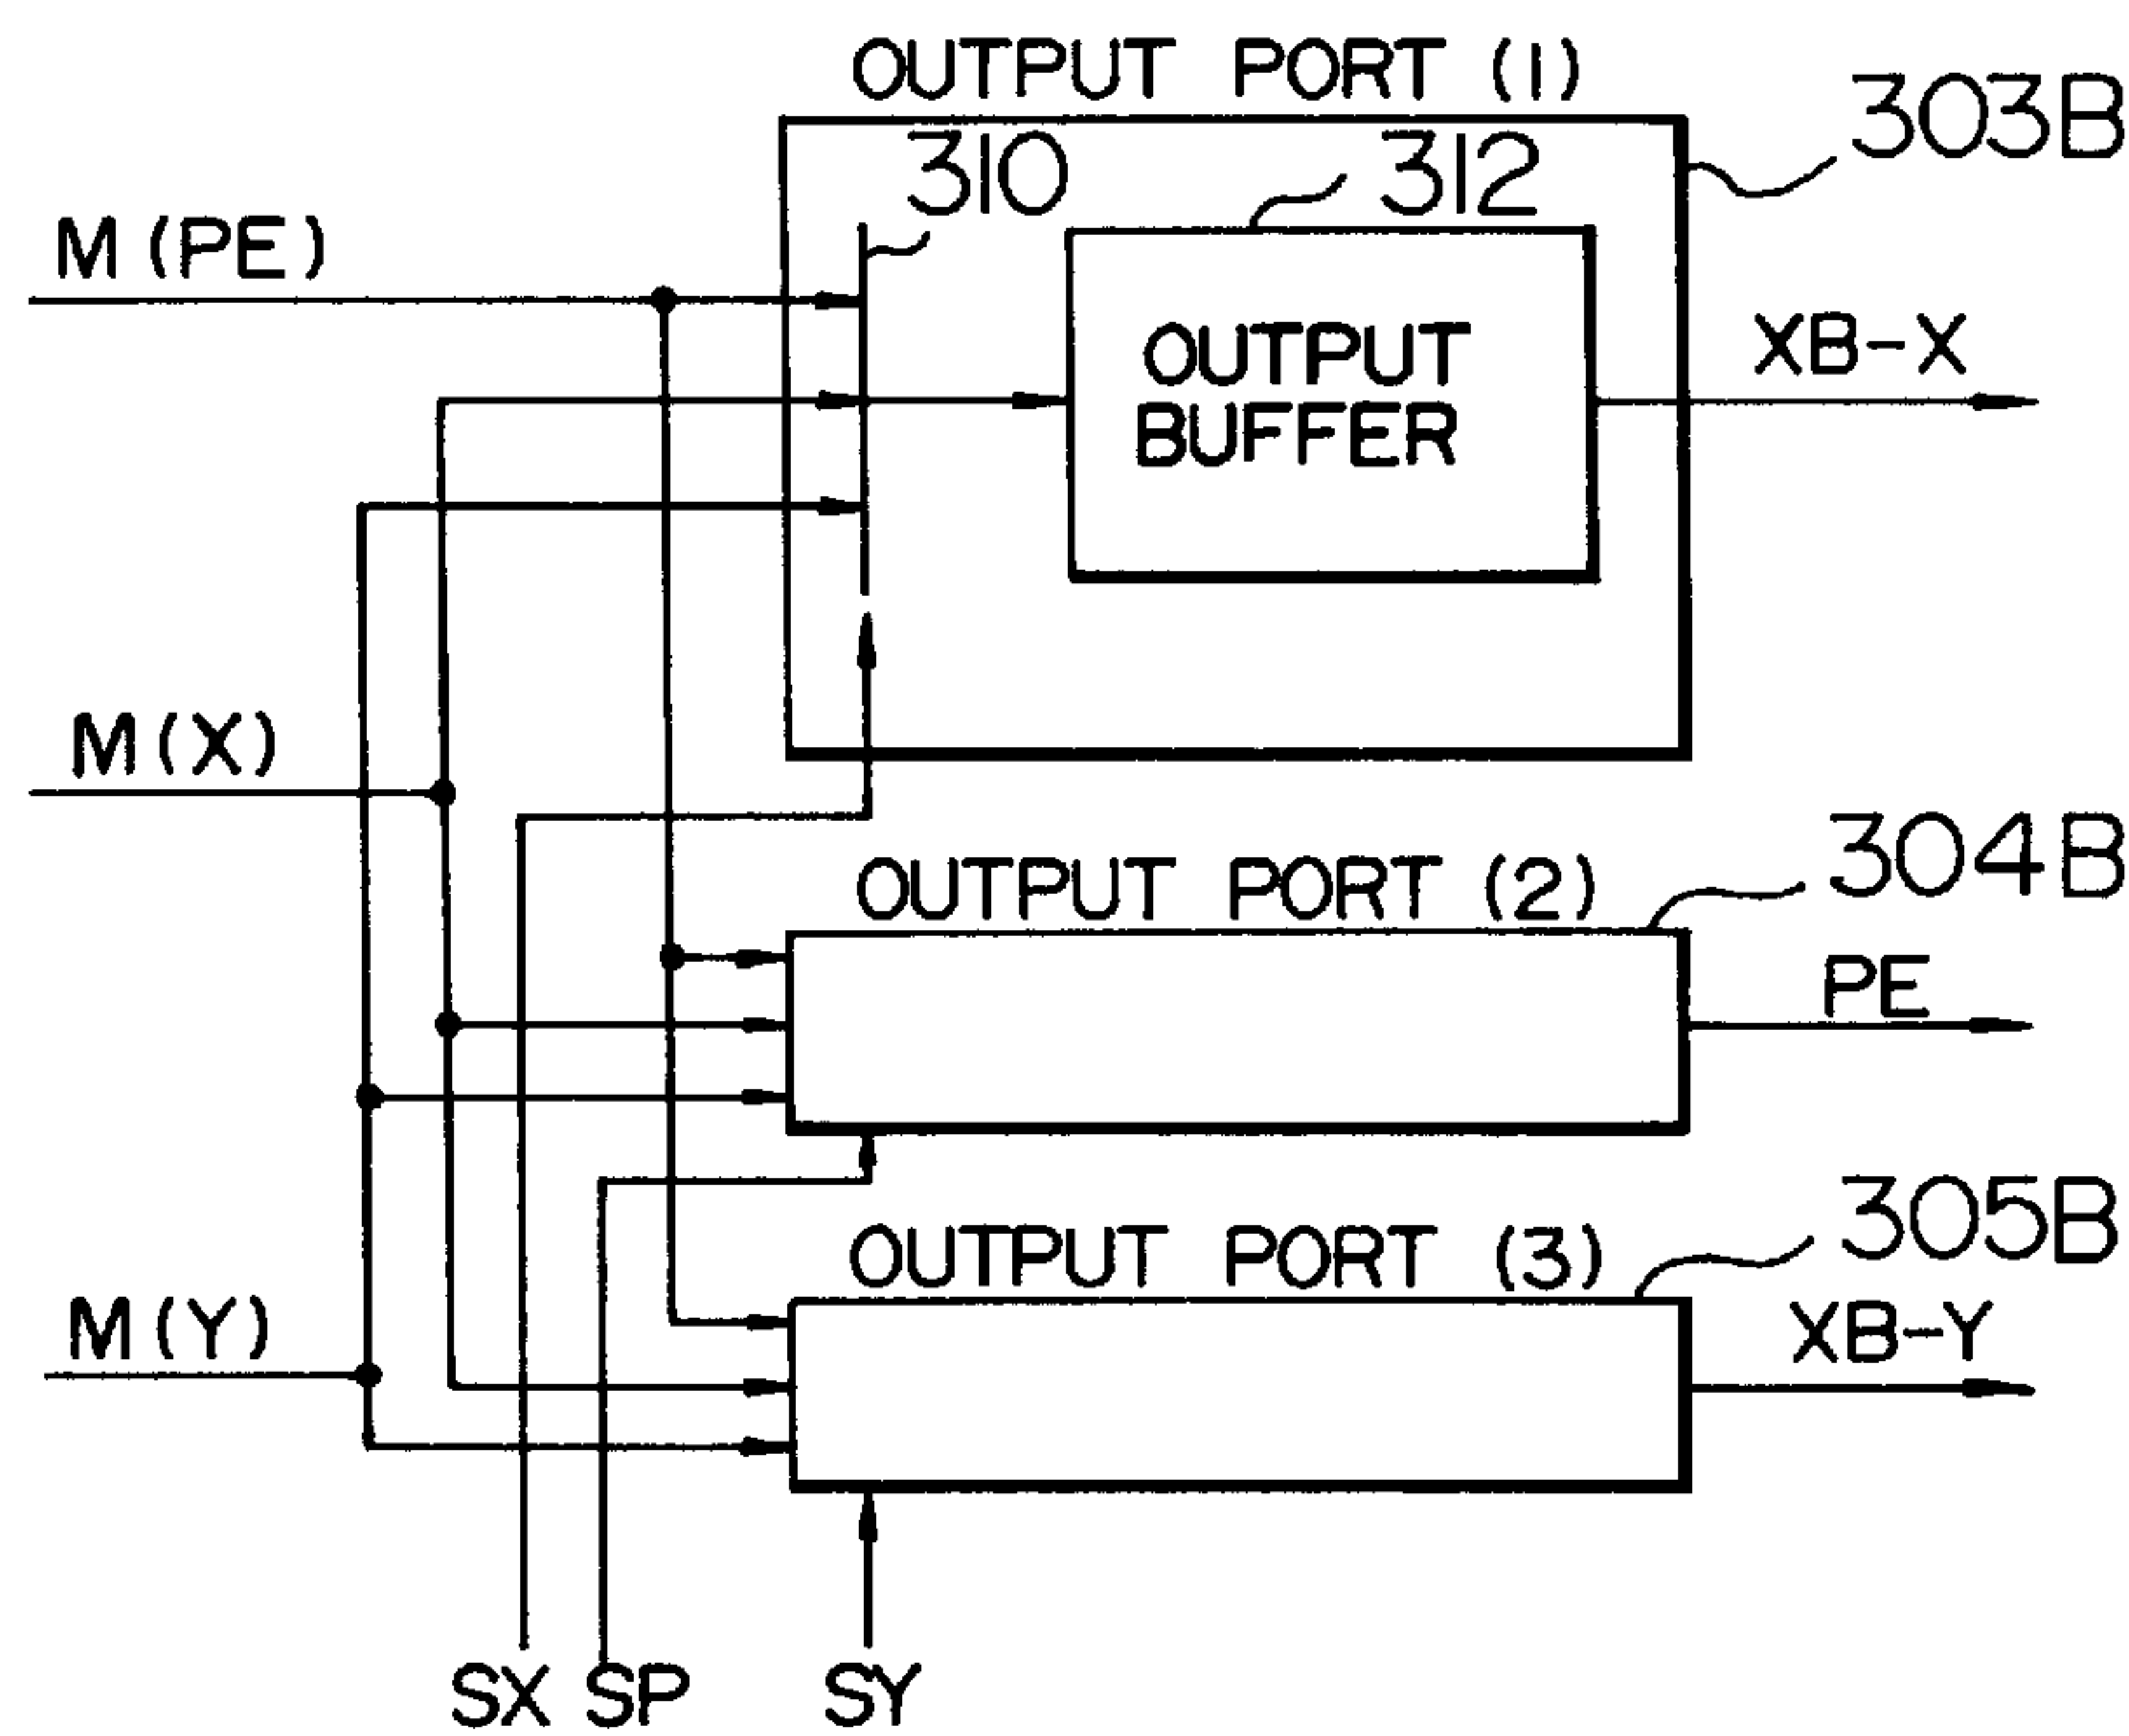 OUTPUT PORT (1)
303B
310
312
M (PE)
OUTPUT
BUFFER
XB-X
M (X)
304B
OUTPUT PORT (2)
PE
305B
OUTPUT PORT (3)
M (Y)
XB-Y
SX SP SY